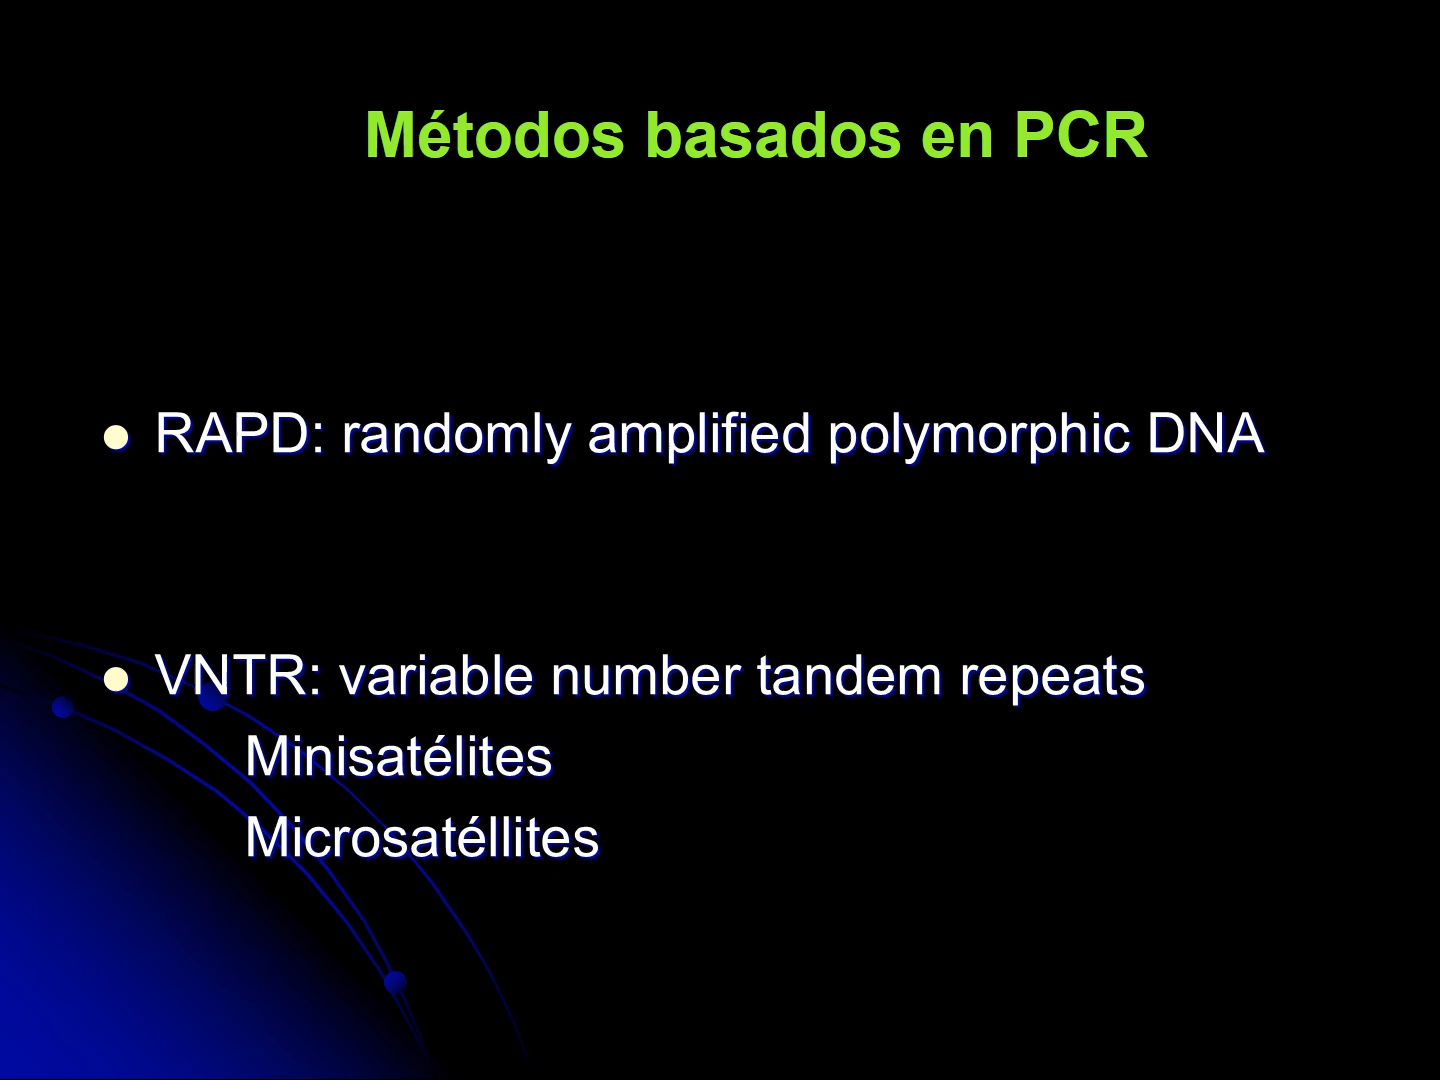 Métodos basados en PCR
RAPD: randomly amplified polymorphic DNA
VNTR: variable number tandem repeats
Minisatélites
Microsatéllites